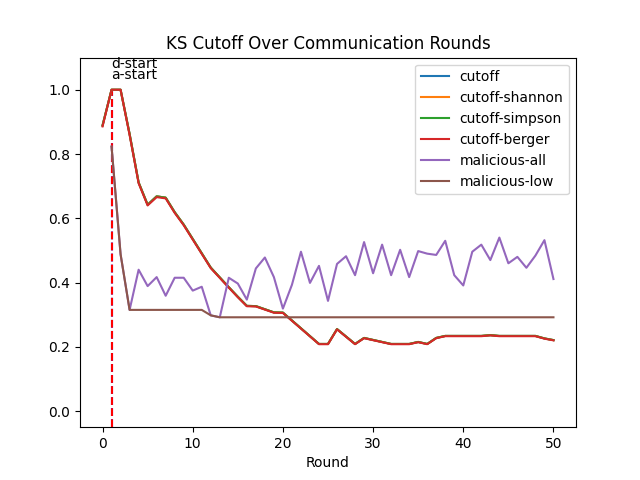 KS Cutoff Over Communication Rounds
d-start
a-start
cutoff
cutoff-shannon
cutoff-simpson
cutoff-berger
malicious-all
malicious-low
1.0
0.8
0.6
0.4
0.2
0.0
0 10 20 30 40 50
Round